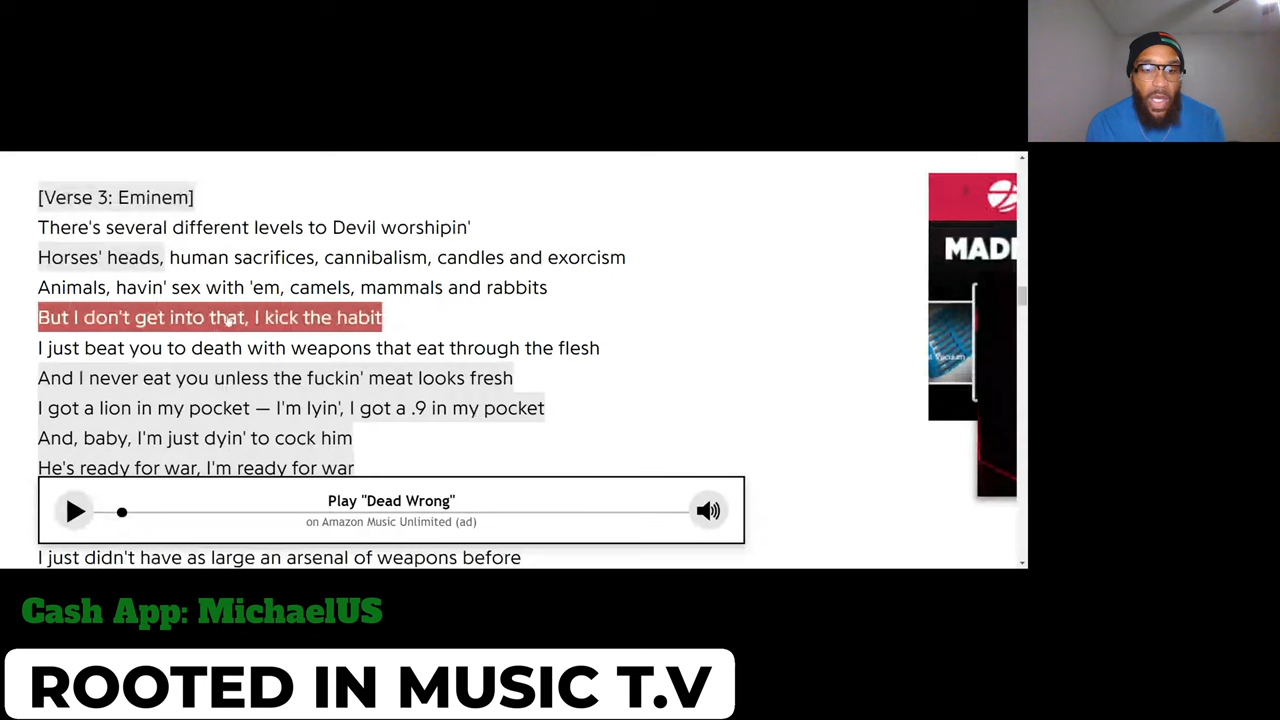 [Verse 3: Eminem]
There's several different levels to Devil worshipin'
Horses' heads, human sacrifices, cannibalism, candles and exorcism
Animals, havin' sex with 'em, camels, mammals and rabbits
But I don't get into that, I kick the habit
I just beat you to death with weapons that eat through the flesh
And I never eat you unless the fuckin' meat looks fresh
I got a lion in my pocket — I'm lyin', I got a .9 in my pocket
And, baby, I'm just dyin' to cock him
He's ready for war, I'm ready for war
Play "Dead Wrong"
on Amazon Music Unlimited (ad)
I just didn't have as large an arsenal of weapons before
MADE
Cash App: MichaelUS
ROOTED IN MUSIC T.V